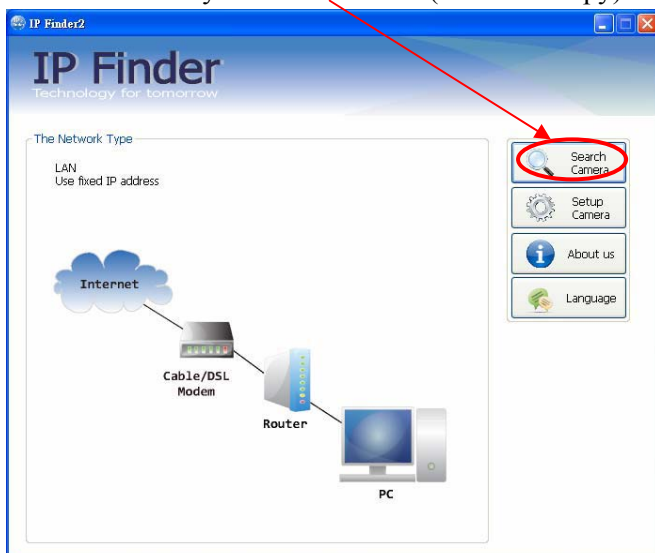 IP Finder2
IP Finder
Technology for tomorrow
The Network Type
LAN
Use fixed IP address
Internet
Cable/DSL
Modem
Router
PC
Search
Camera
Setup
Camera
About us
Language